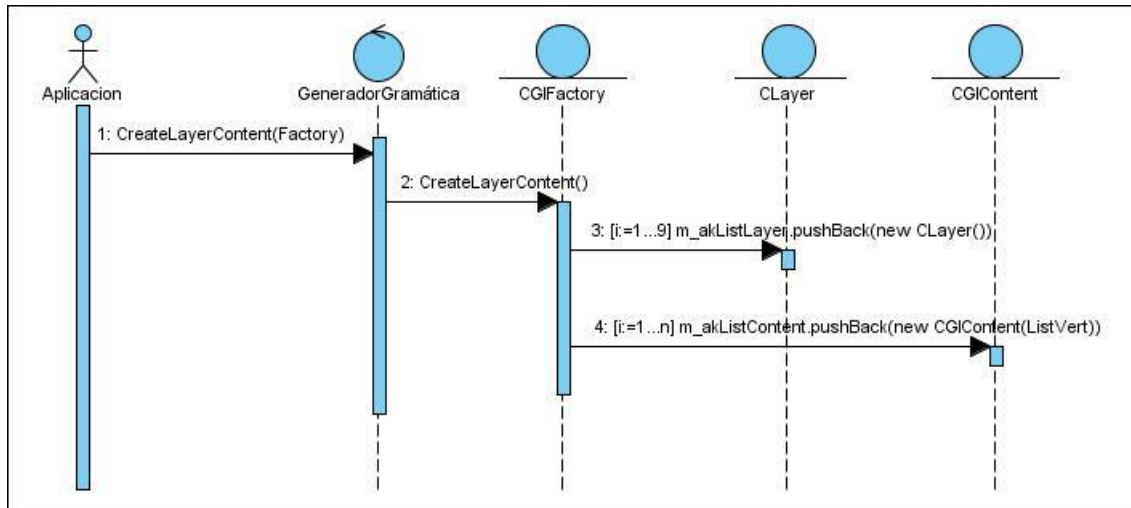 Aplicacion
GeneradorGramática
CGIFactory
CLayer
CGIContent
1: CreateLayerContent(Factory)
2: CreateLayerContent()
3: [i:=1...9] m_akListLayer.pushBack(new CLayer())
4: [i:=1...n] m_akListContent.pushBack(new CGIContent(ListVert))